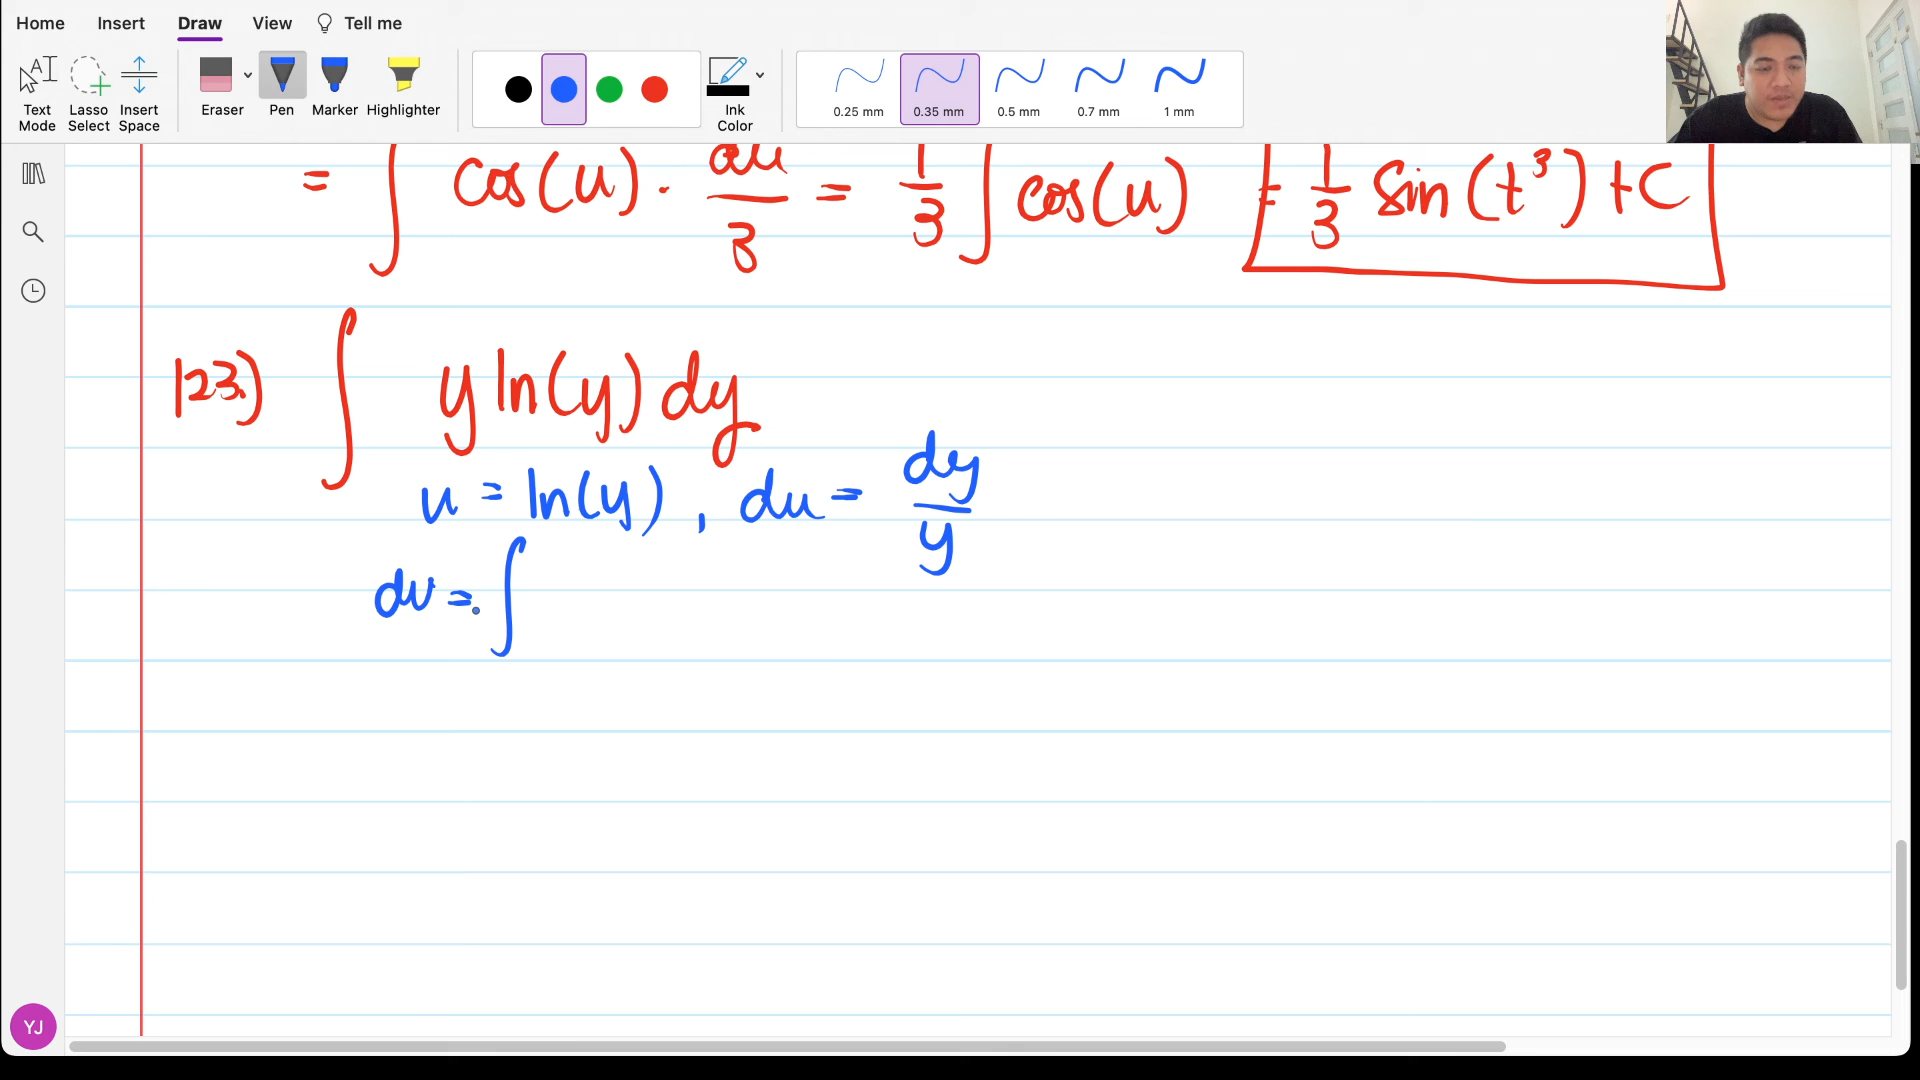 Home Insert Draw View Tell me
Text Mode Lasso Select Insert Space Eraser Pen Marker Highlighter Ink Color 0.25 mm 0.35 mm 0.5 mm 0.7 mm 1 mm
= ∫ cos(u) · du/3 = 1/3 ∫ cos(u) = 1/3 sin(t³) + C
123.) ∫ y ln(y) dy
u = ln(y) , du = dy/y
dv = ∫
YJ